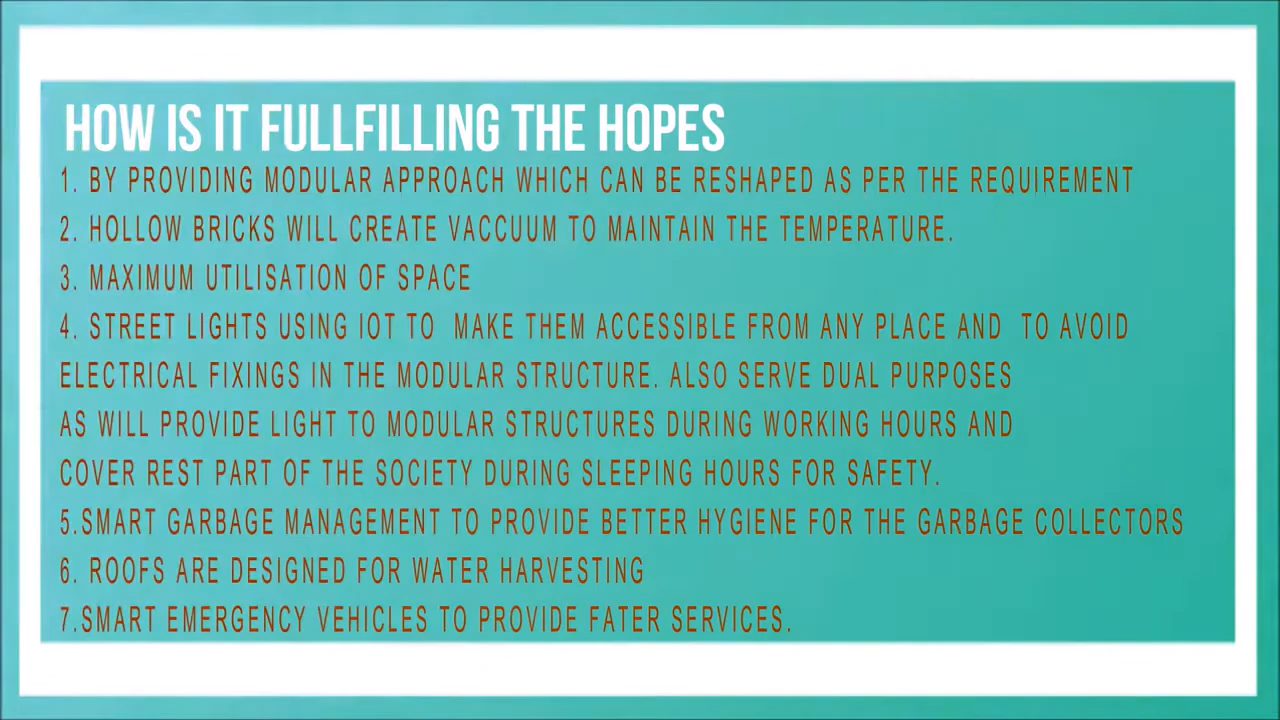 HOW IS IT FULLFILLING THE HOPES
1. BY PROVIDING MODULAR APPROACH WHICH CAN BE RESHAPED AS PER THE REQUIREMENT
2. HOLLOW BRICKS WILL CREATE VACCUUM TO MAINTAIN THE TEMPERATURE.
3. MAXIMUM UTILISATION OF SPACE
4. STREET LIGHTS USING IOT TO  MAKE THEM ACCESSIBLE FROM ANY PLACE AND  TO AVOID
ELECTRICAL FIXINGS IN THE MODULAR STRUCTURE. ALSO SERVE DUAL PURPOSES
AS WILL PROVIDE LIGHT TO MODULAR STRUCTURES DURING WORKING HOURS AND
COVER REST PART OF THE SOCIETY DURING SLEEPING HOURS FOR SAFETY.
5.SMART GARBAGE MANAGEMENT TO PROVIDE BETTER HYGIENE FOR THE GARBAGE COLLECTORS
6. ROOFS ARE DESIGNED FOR WATER HARVESTING
7.SMART EMERGENCY VEHICLES TO PROVIDE FATER SERVICES.